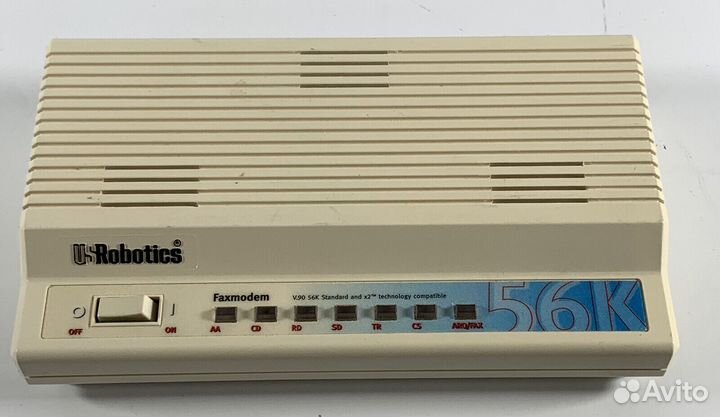 USRobotics®
Faxmodem V.90 56K Standard and x2™ technology compatible
56K
OFF ON AA CD RD SD TR CS ARQ/FAX
Avito